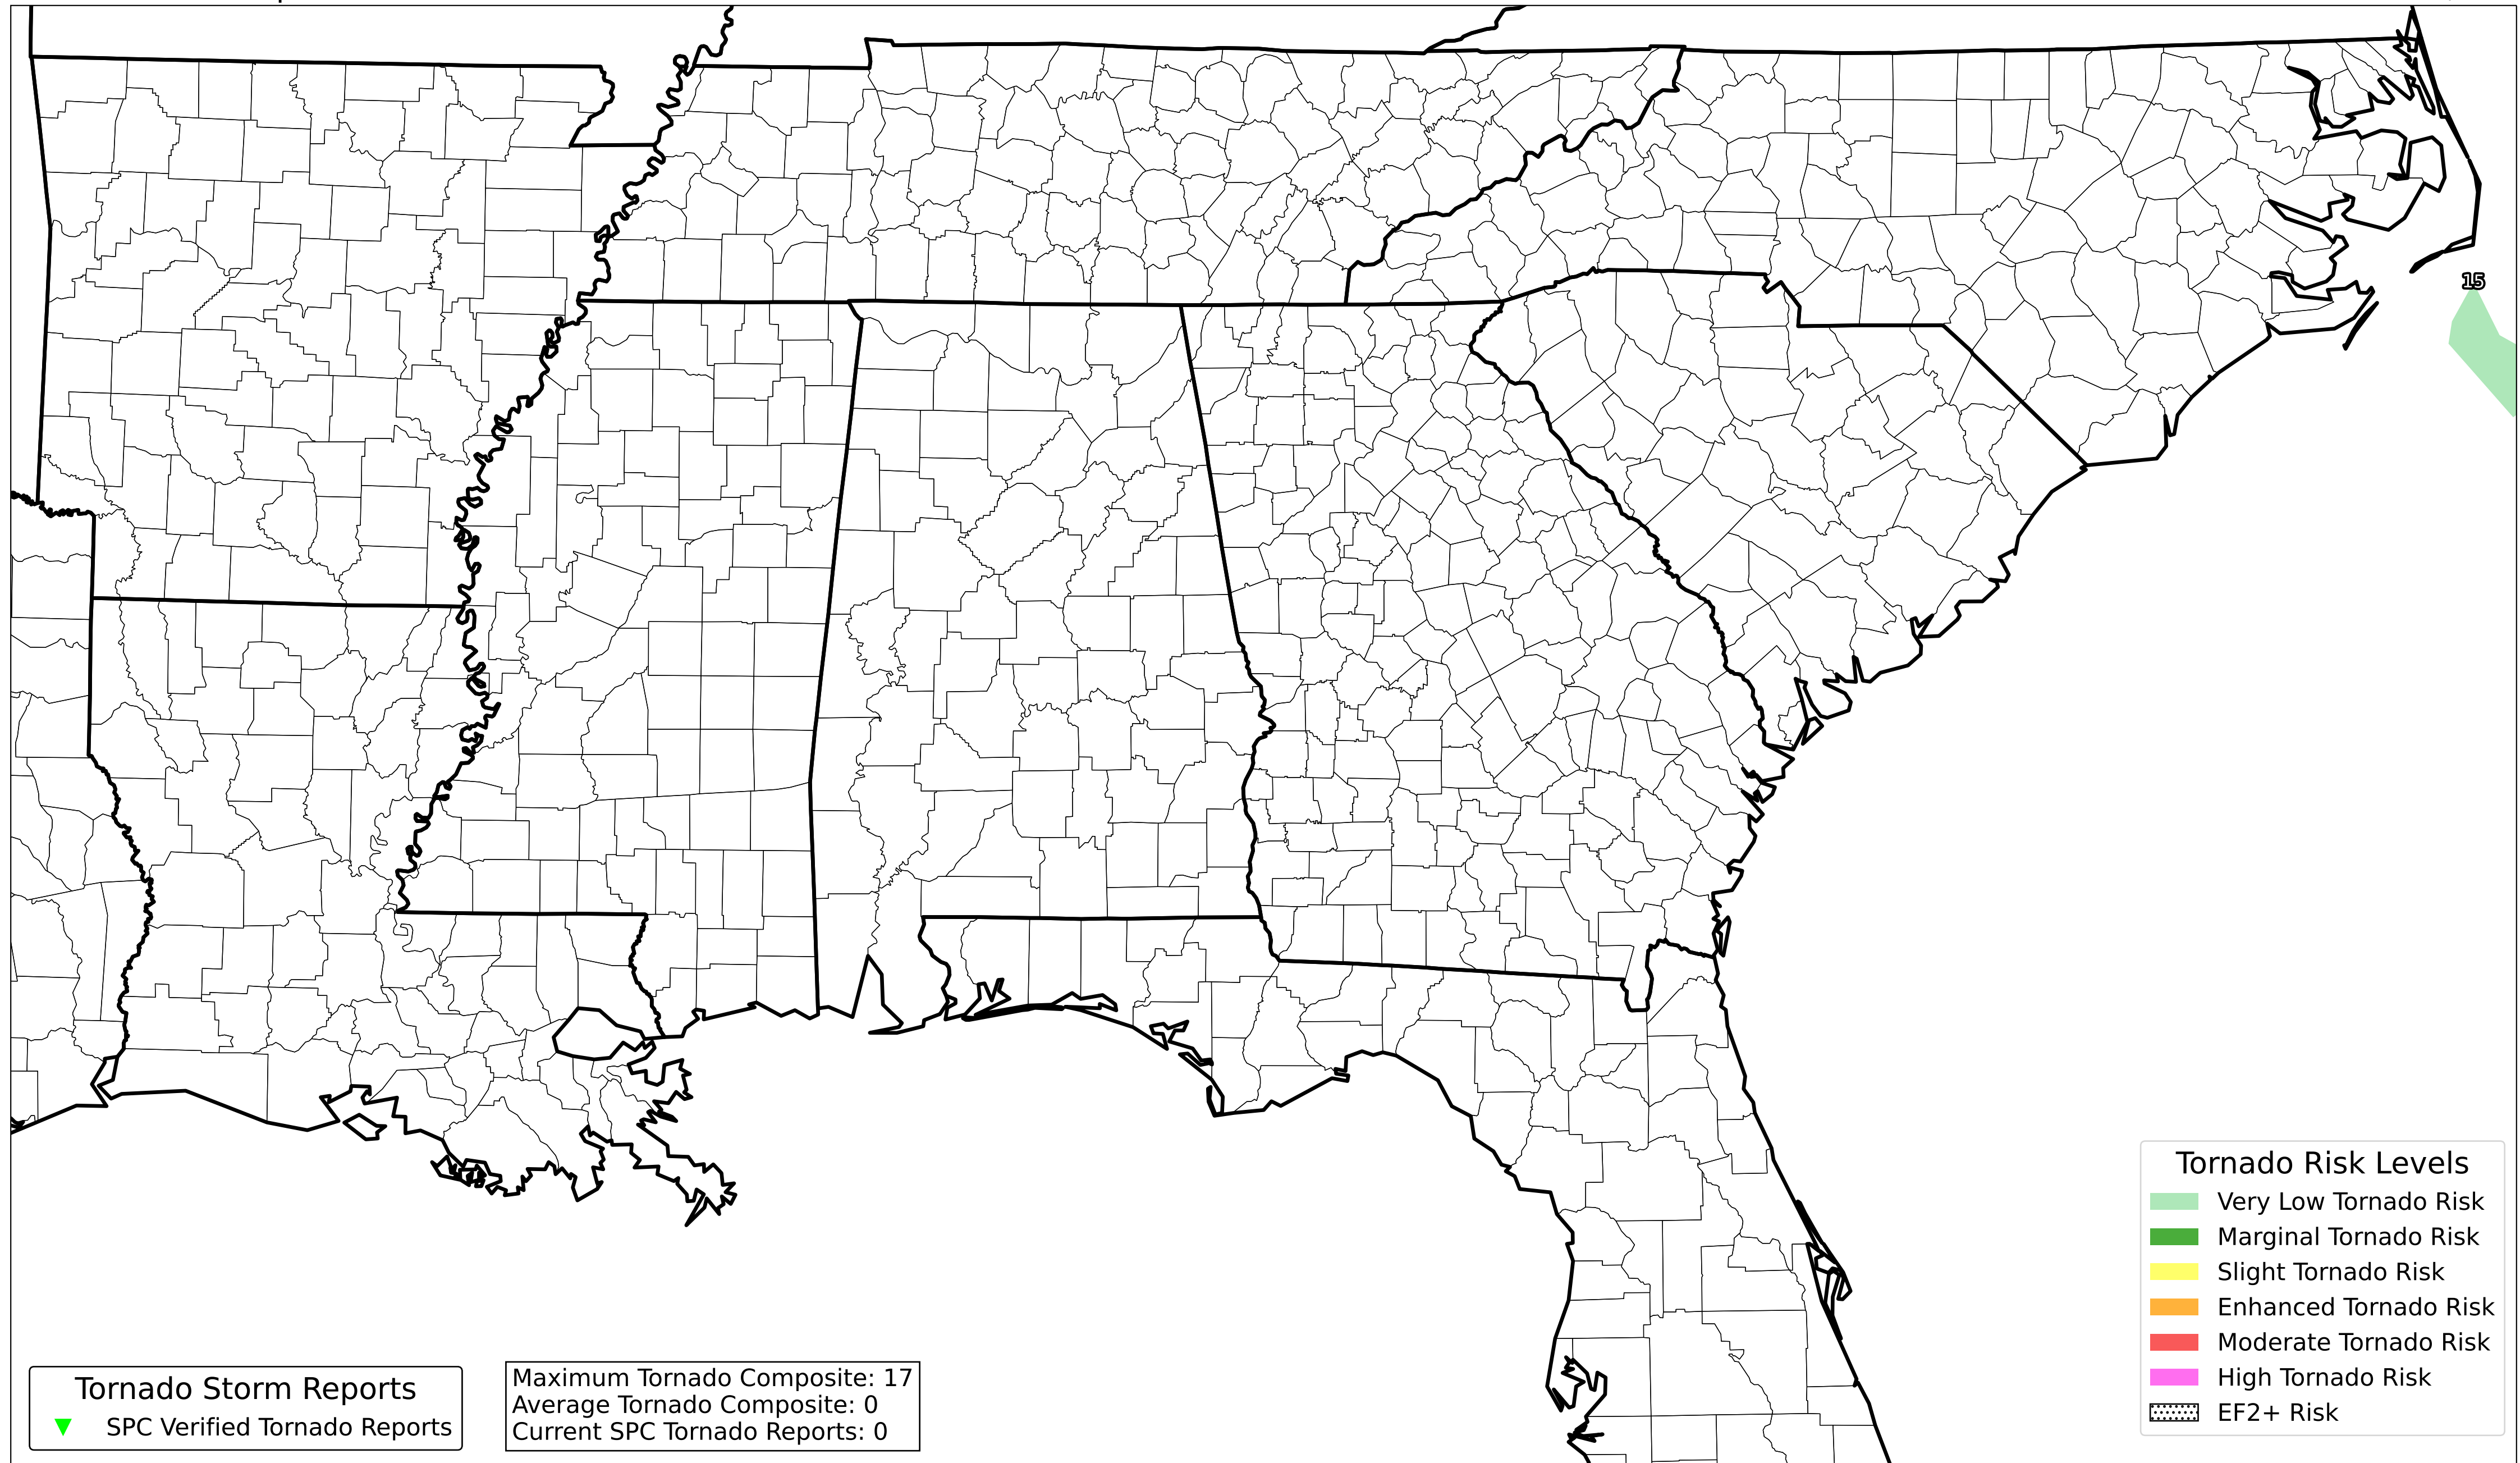 15
Tornado Risk Levels
Very Low Tornado Risk
Marginal Tornado Risk
Slight Tornado Risk
Enhanced Tornado Risk
Moderate Tornado Risk
High Tornado Risk
EF2+ Risk
Tornado Storm Reports
SPC Verified Tornado Reports
Maximum Tornado Composite: 17
Average Tornado Composite: 0
Current SPC Tornado Reports: 0